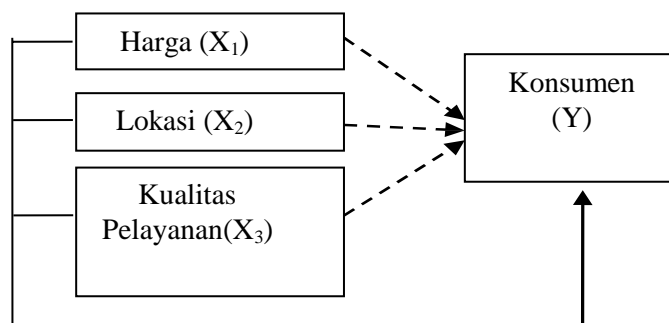 Harga (X₁)
Lokasi (X₂)
Kualitas
Pelayanan(X₃)
Konsumen
(Y)